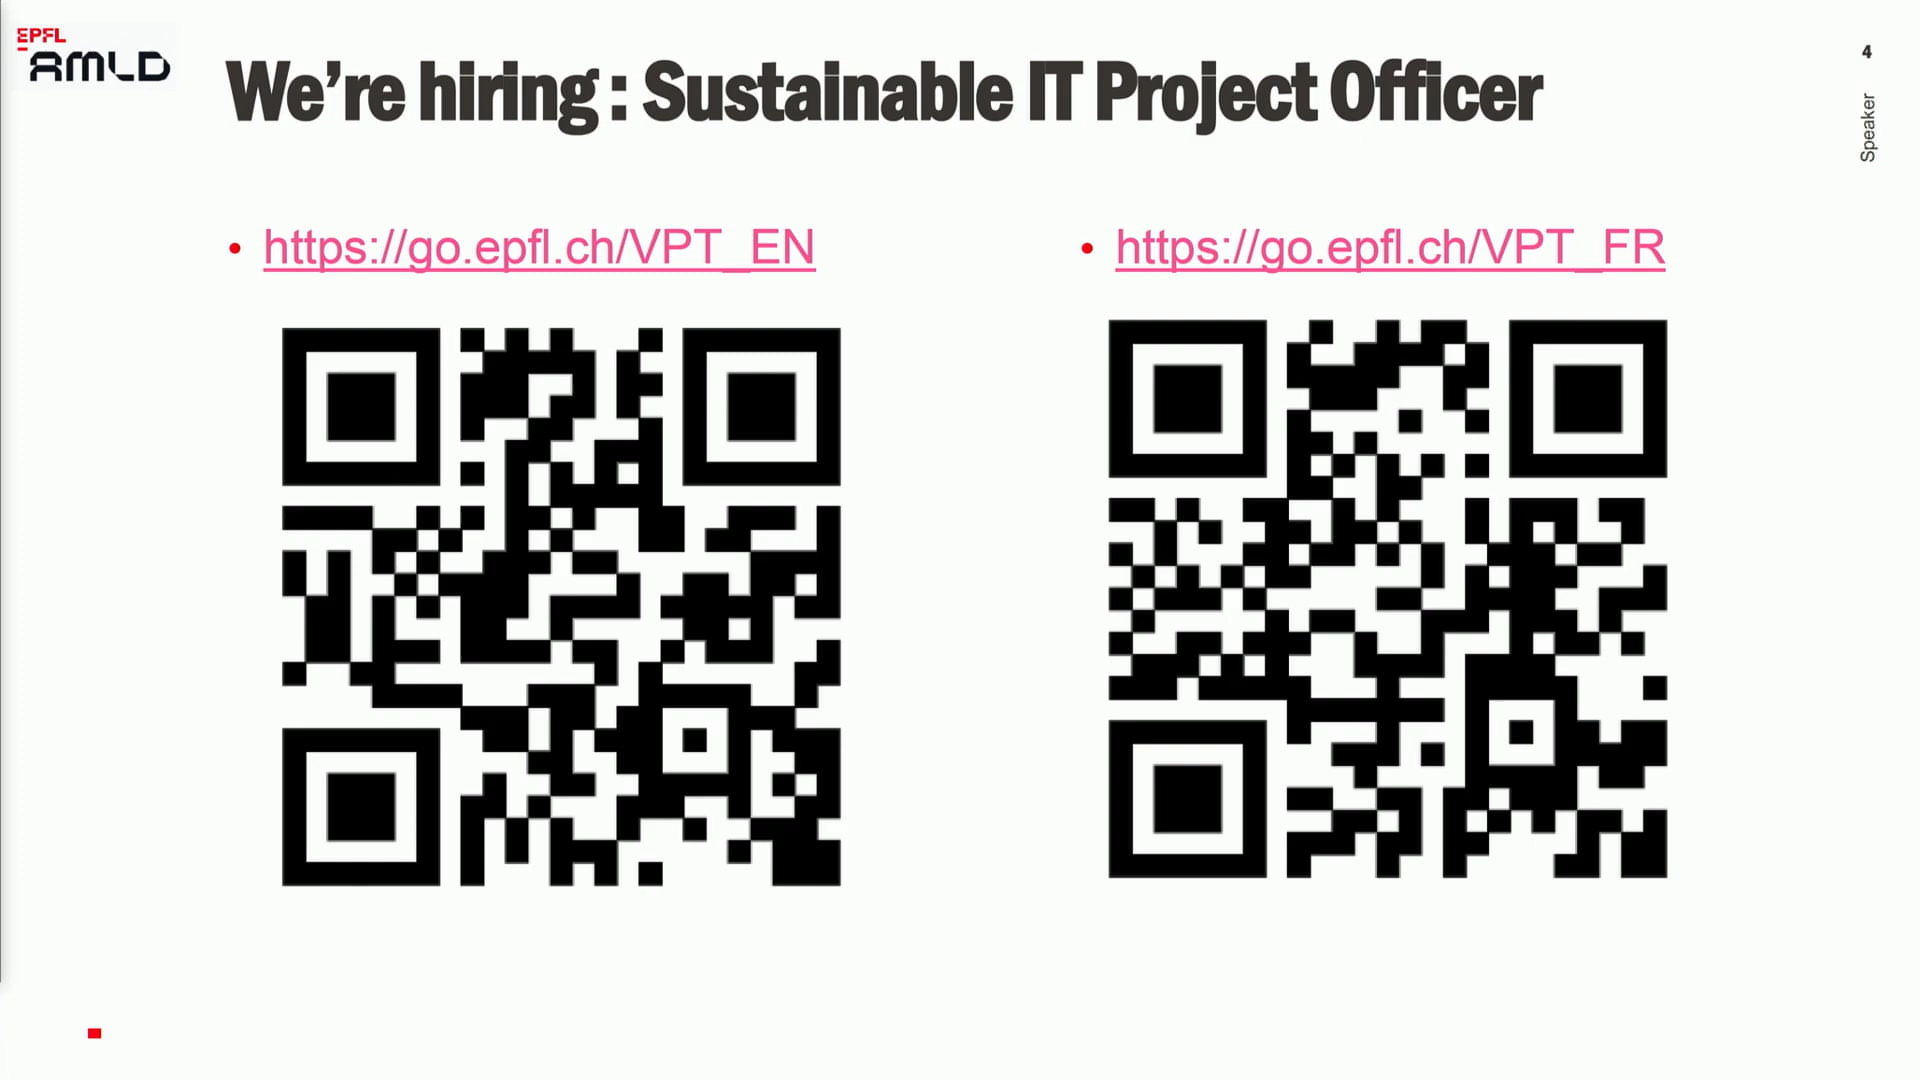 EPFL
AMLD
We're hiring : Sustainable IT Project Officer
4
Speaker
• https://go.epfl.ch/VPT_EN
• https://go.epfl.ch/VPT_FR